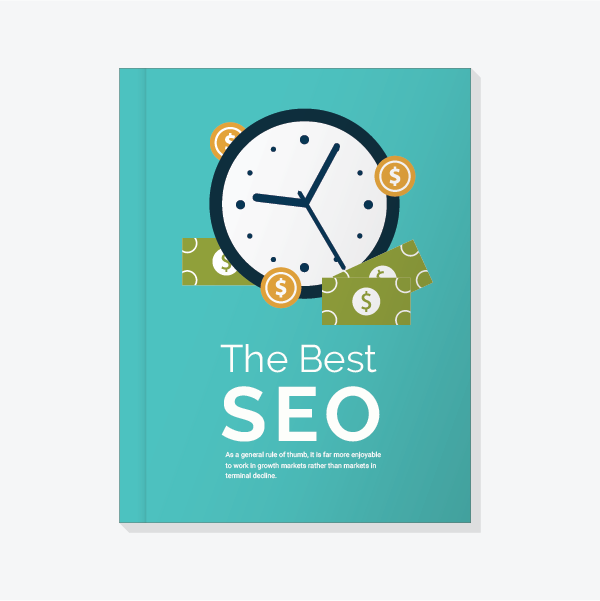 $
$
$
$
$
$
The Best
SEO
As a general rule of thumb, it is far more enjoyable
to work in growth markets rather than markets in
terminal decline.